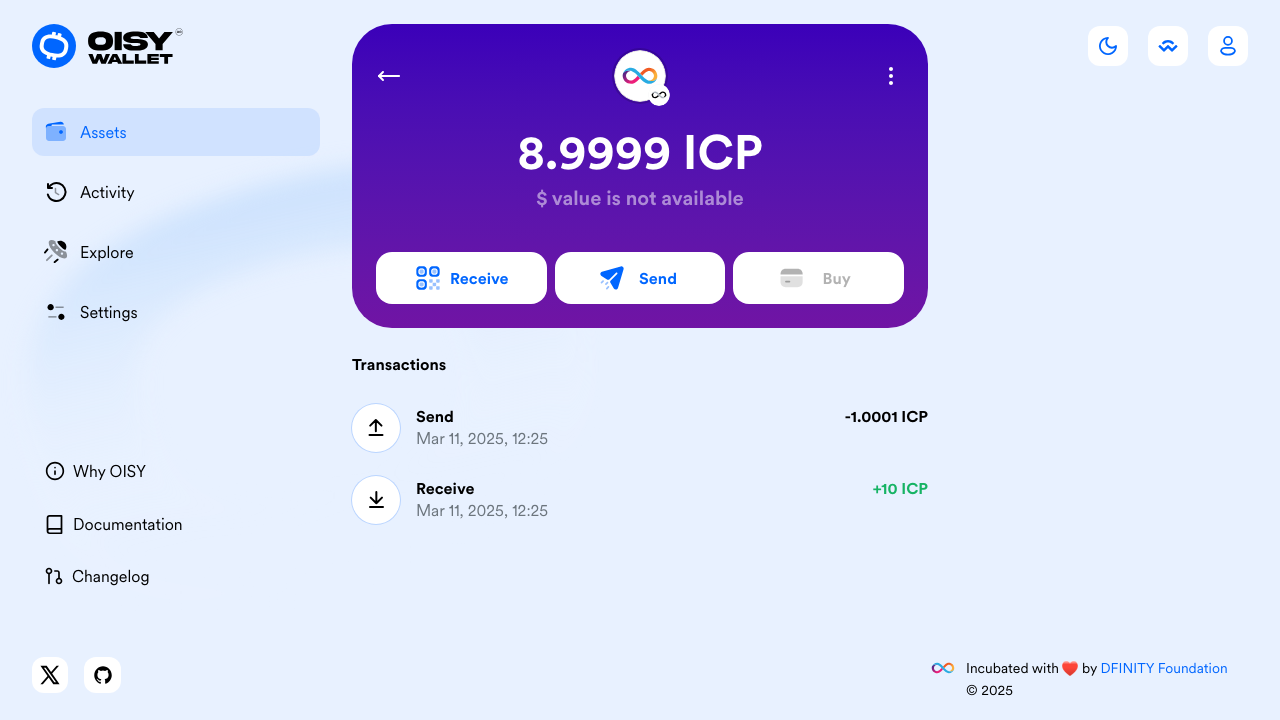 OISY
WALLET
Assets
Activity
Explore
Settings
Why OISY
Documentation
Changelog
8.9999 ICP
$ value is not available
Receive
Send
Buy
Transactions
Send
-1.0001 ICP
Mar 11, 2025, 12:25
Receive
+10 ICP
Mar 11, 2025, 12:25
Incubated with ❤️ by DFINITY Foundation
© 2025